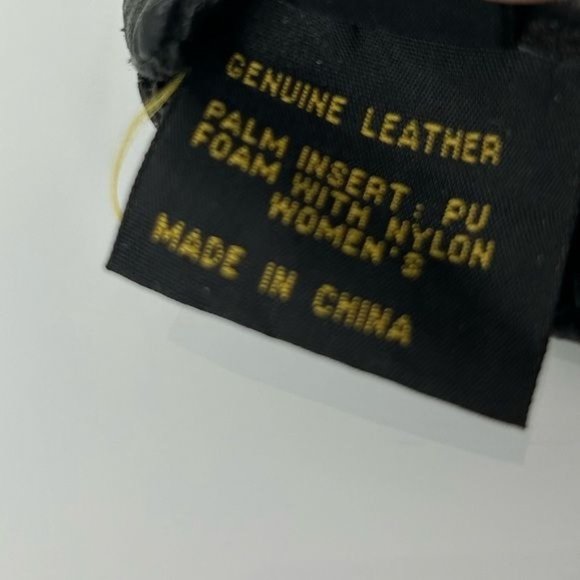 GENUINE LEATHER
PALM INSERT: PU
FOAM WITH NYLON
WOMEN'S
MADE IN CHINA